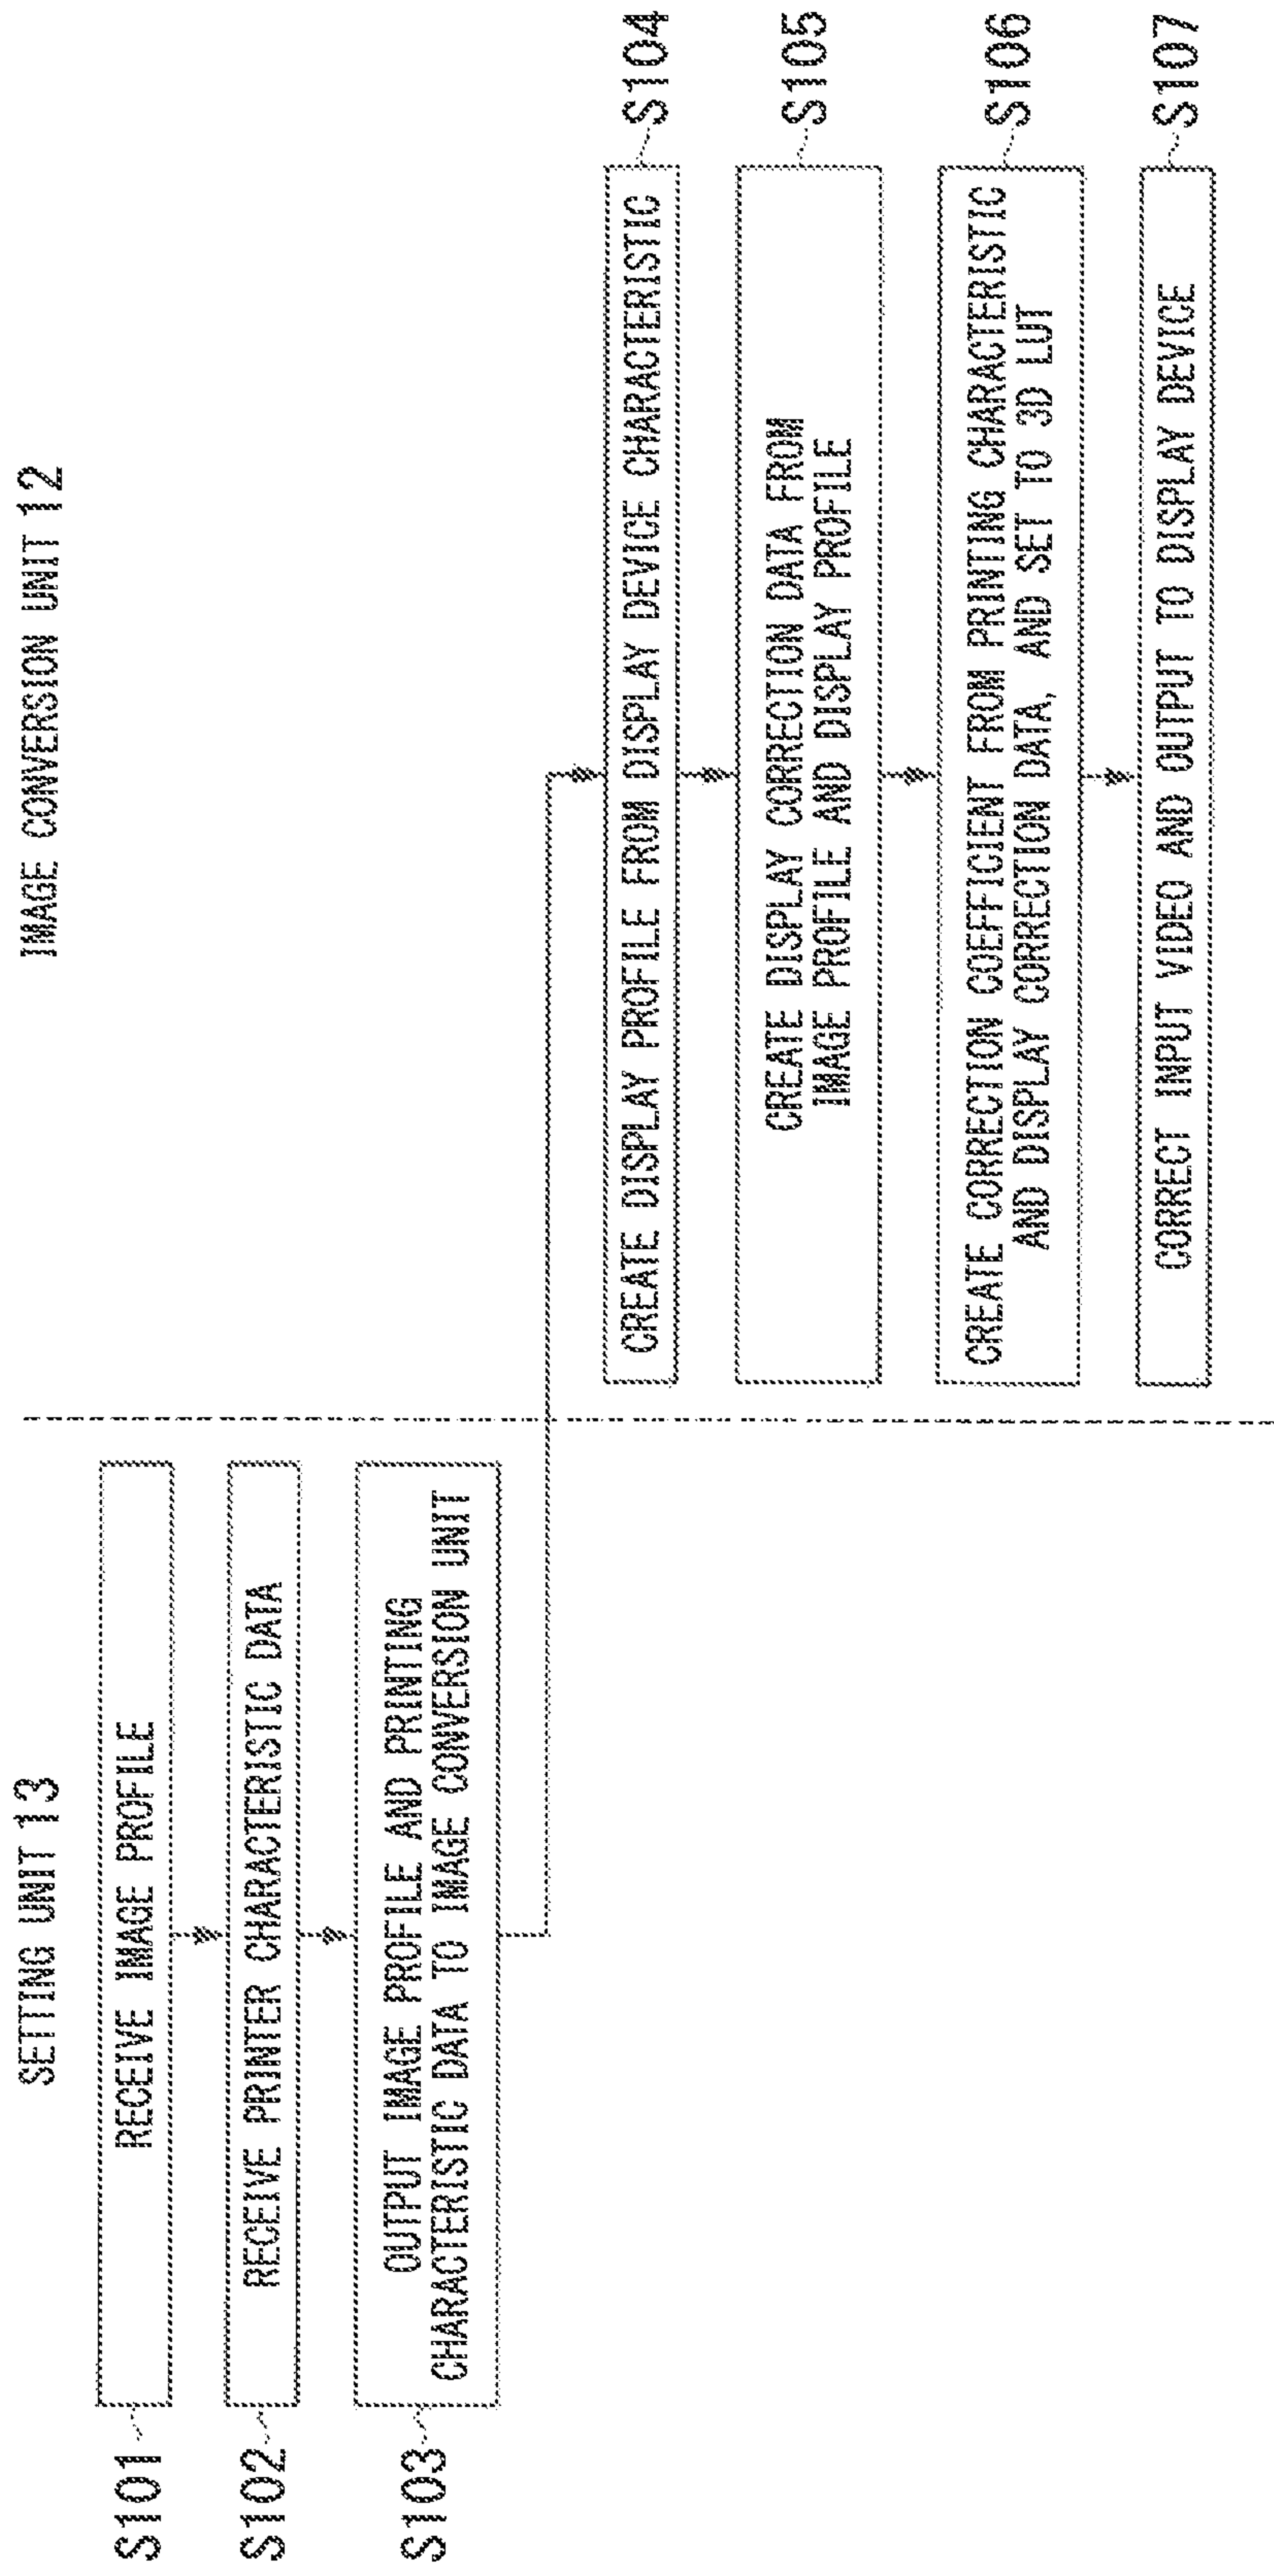 SETTING UNIT 13
S101
RECEIVE IMAGE PROFILE
S102
RECEIVE PRINTER CHARACTERISTIC DATA
S103
OUTPUT IMAGE PROFILE AND PRINTING
CHARACTERISTIC DATA TO IMAGE CONVERSION UNIT
IMAGE CONVERSION UNIT 12
CREATE DISPLAY PROFILE FROM DISPLAY DEVICE CHARACTERISTIC
S104
CREATE DISPLAY CORRECTION DATA FROM
IMAGE PROFILE AND DISPLAY PROFILE
S105
CREATE CORRECTION COEFFICIENT FROM PRINTING CHARACTERISTIC
AND DISPLAY CORRECTION DATA, AND SET TO 3D LUT
S106
CORRECT INPUT VIDEO AND OUTPUT TO DISPLAY DEVICE
S107